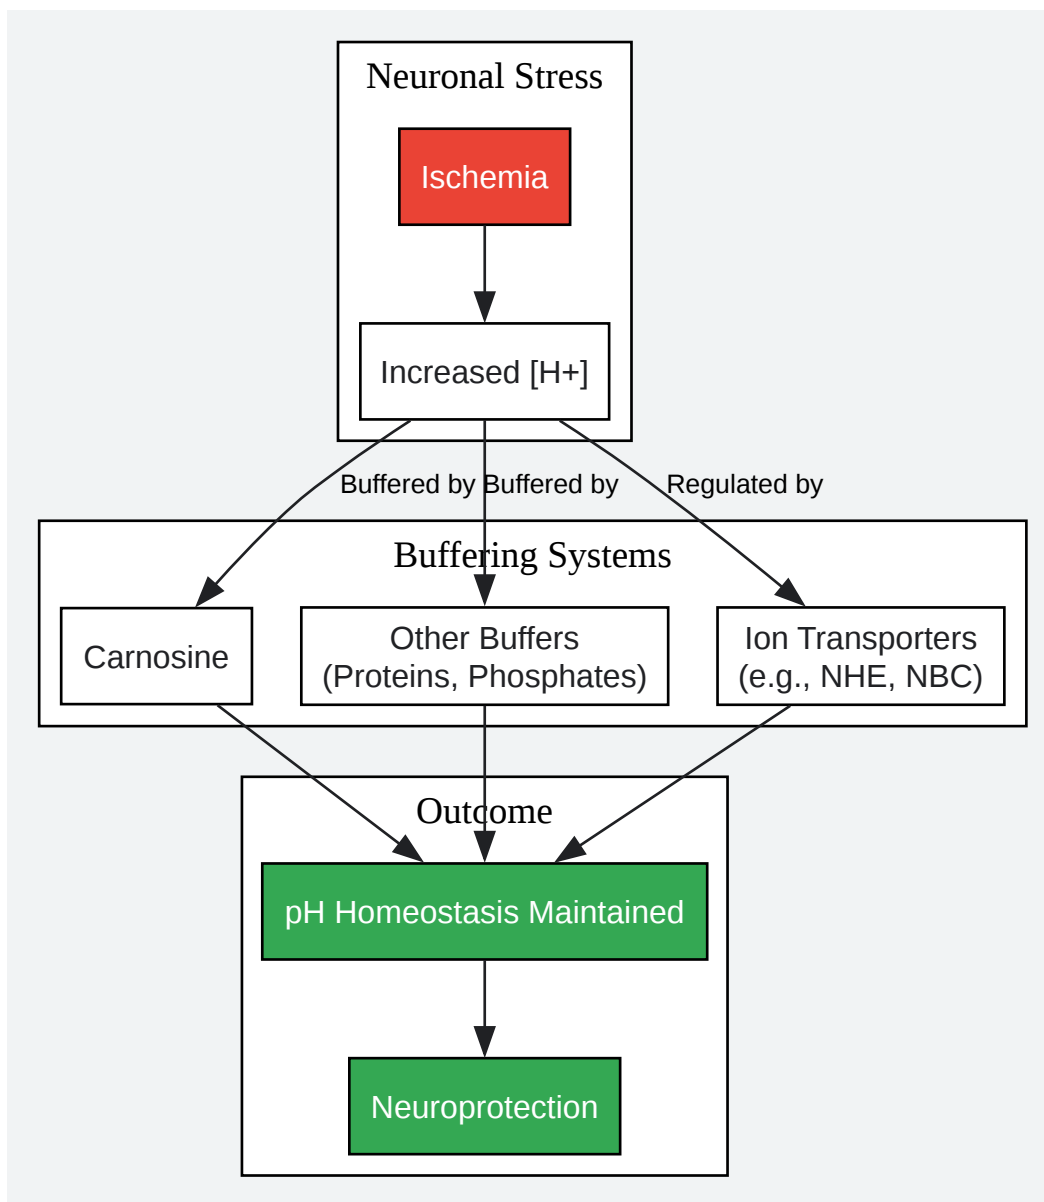 Neuronal Stress
Ischemia
Increased [H+]
Buffered by
Buffered by
Regulated by
Buffering Systems
Carnosine
Other Buffers
(Proteins, Phosphates)
Ion Transporters
(e.g., NHE, NBC)
Outcome
pH Homeostasis Maintained
Neuroprotection